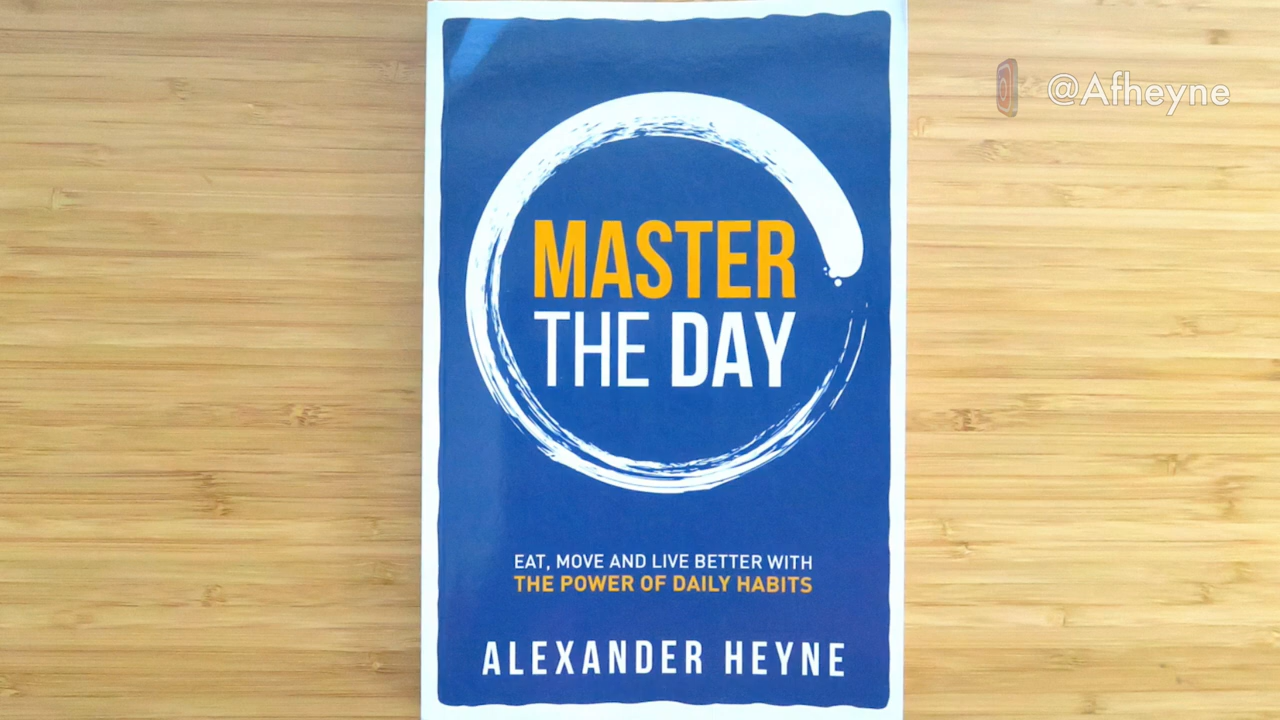 @Afheyne
MASTER
THE DAY
EAT, MOVE AND LIVE BETTER WITH
THE POWER OF DAILY HABITS
ALEXANDER HEYNE